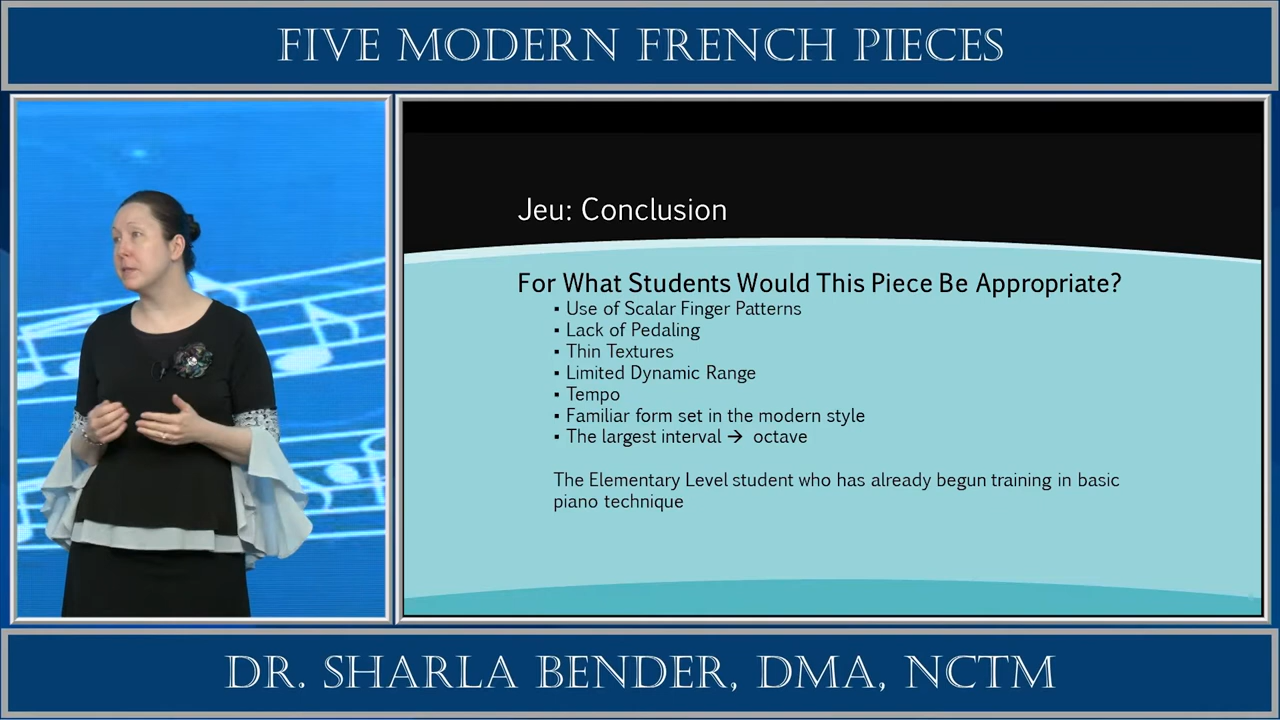 FIVE MODERN FRENCH PIECES
Jeu: Conclusion
For What Students Would This Piece Be Appropriate?
▪ Use of Scalar Finger Patterns
▪ Lack of Pedaling
▪ Thin Textures
▪ Limited Dynamic Range
▪ Tempo
▪ Familiar form set in the modern style
▪ The largest interval → octave
The Elementary Level student who has already begun training in basic
piano technique
DR. SHARLA BENDER, DMA, NCTM